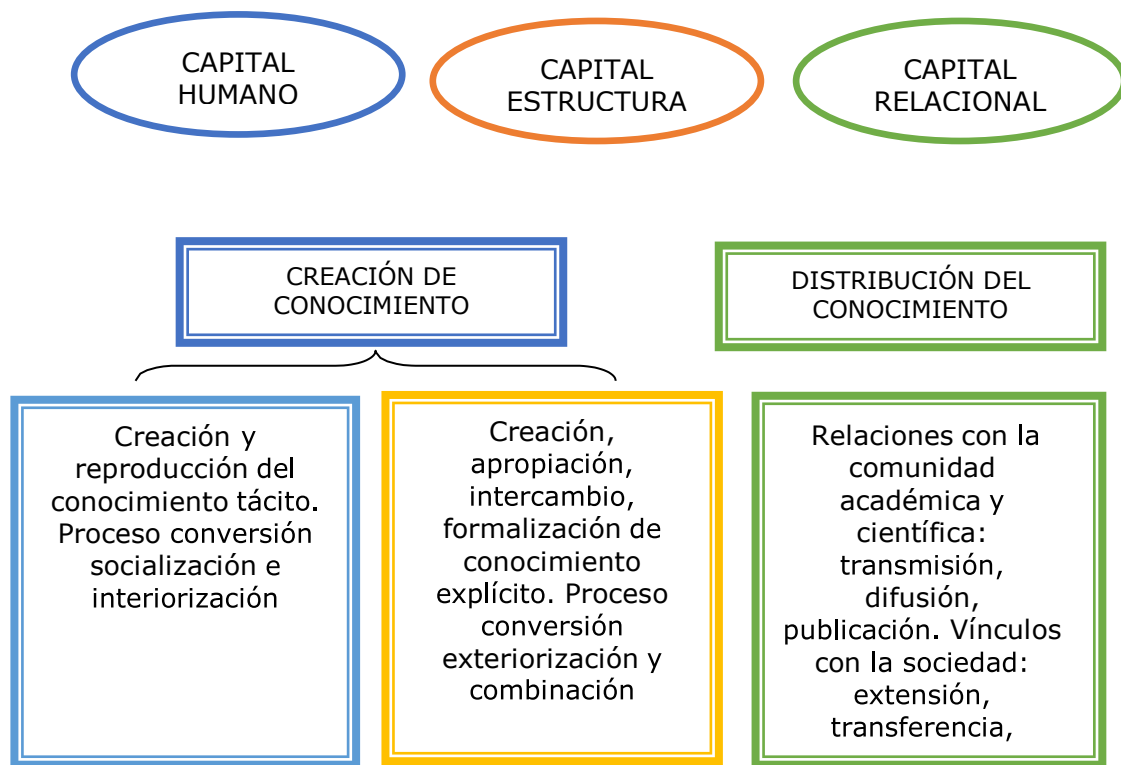 CAPITAL
HUMANO
CAPITAL
ESTRUCTURA
CAPITAL
RELACIONAL
CREACIÓN DE
CONOCIMIENTO
DISTRIBUCIÓN DEL
CONOCIMIENTO
Creación y
reproducción del
conocimiento tácito.
Proceso conversión
socialización e
interiorización
Creación,
apropiación,
intercambio,
formalización de
conocimiento
explícito. Proceso
conversión
exteriorización y
combinación
Relaciones con la
comunidad
académica y
científica:
transmisión,
difusión,
publicación. Vínculos
con la sociedad:
extensión,
transferencia,